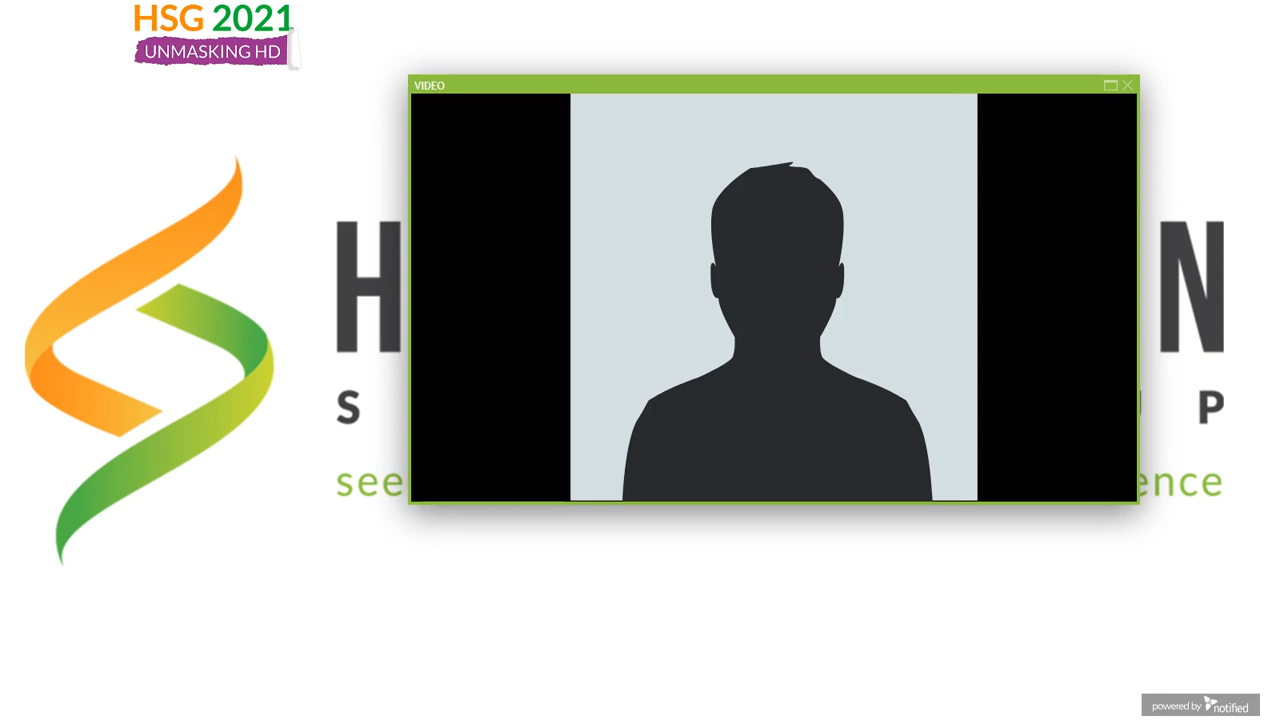 HSG 2021
UNMASKING HD
VIDEO
H N
S P
see ence
powered by notified